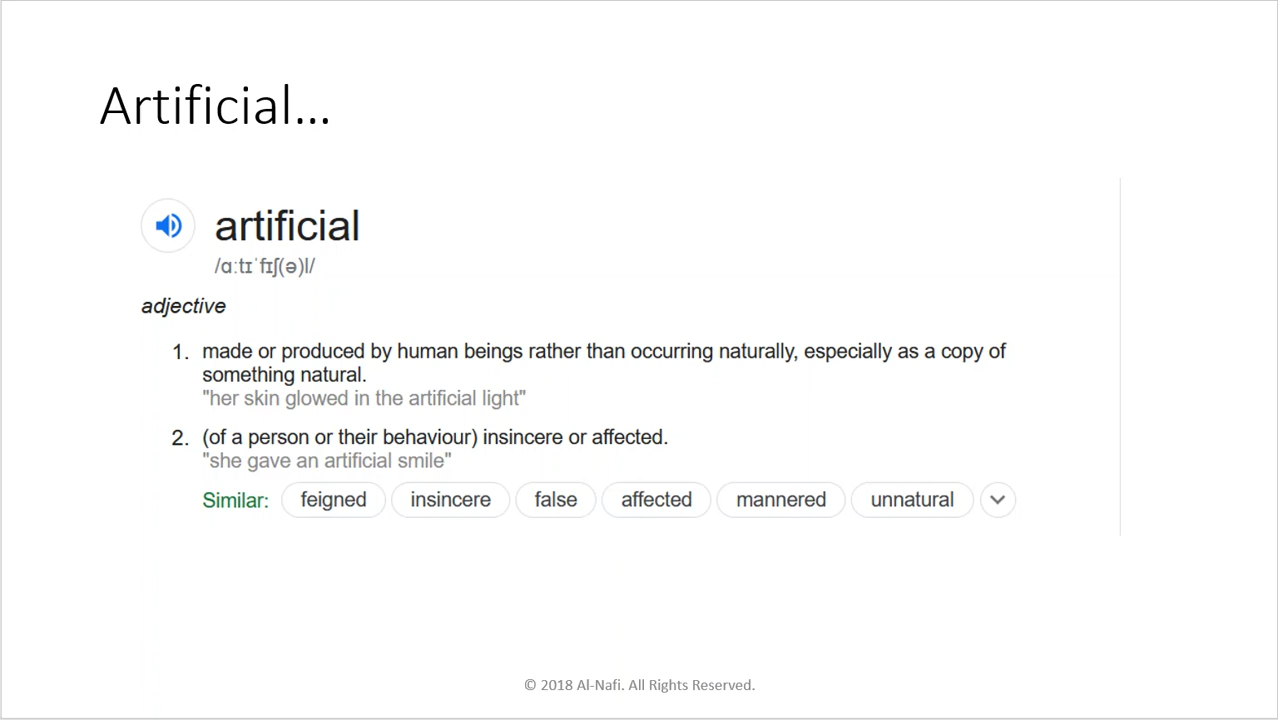 Artificial...
artificial
/ɑːtɪˈfɪʃ(ə)l/
adjective
1. made or produced by human beings rather than occurring naturally, especially as a copy of
something natural.
"her skin glowed in the artificial light"
2. (of a person or their behaviour) insincere or affected.
"she gave an artificial smile"
Similar: feigned insincere false affected mannered unnatural
© 2018 Al-Nafi. All Rights Reserved.